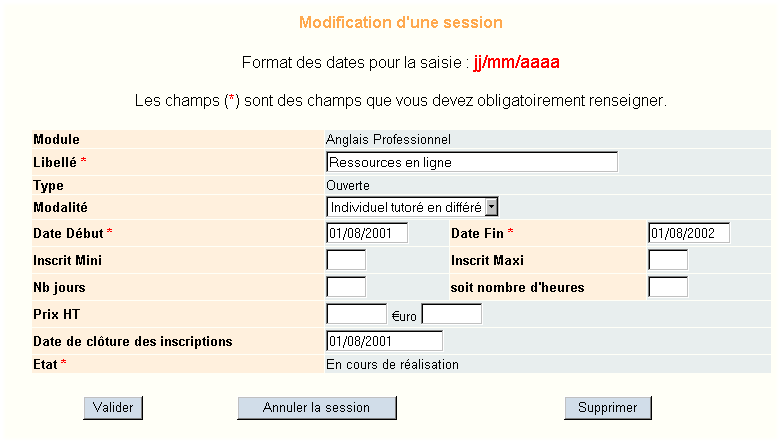 Modification d'une session
Format des dates pour la saisie : jj/mm/aaaa
Les champs (*) sont des champs que vous devez obligatoirement renseigner.
Module Anglais Professionnel
Libellé * Ressources en ligne
Type Ouverte
Modalité Individuel tutoré en différé
Date Début * 01/08/2001 Date Fin * 01/08/2002
Inscrit Mini Inscrit Maxi
Nb jours soit nombre d'heures
Prix HT €uro
Date de clôture des inscriptions 01/08/2001
Etat * En cours de réalisation
Valider Annuler la session Supprimer